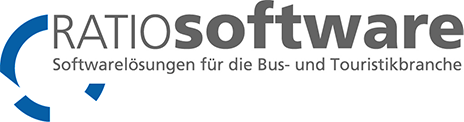 RATIOsoftware
Softwarelösungen für die Bus- und Touristikbranche